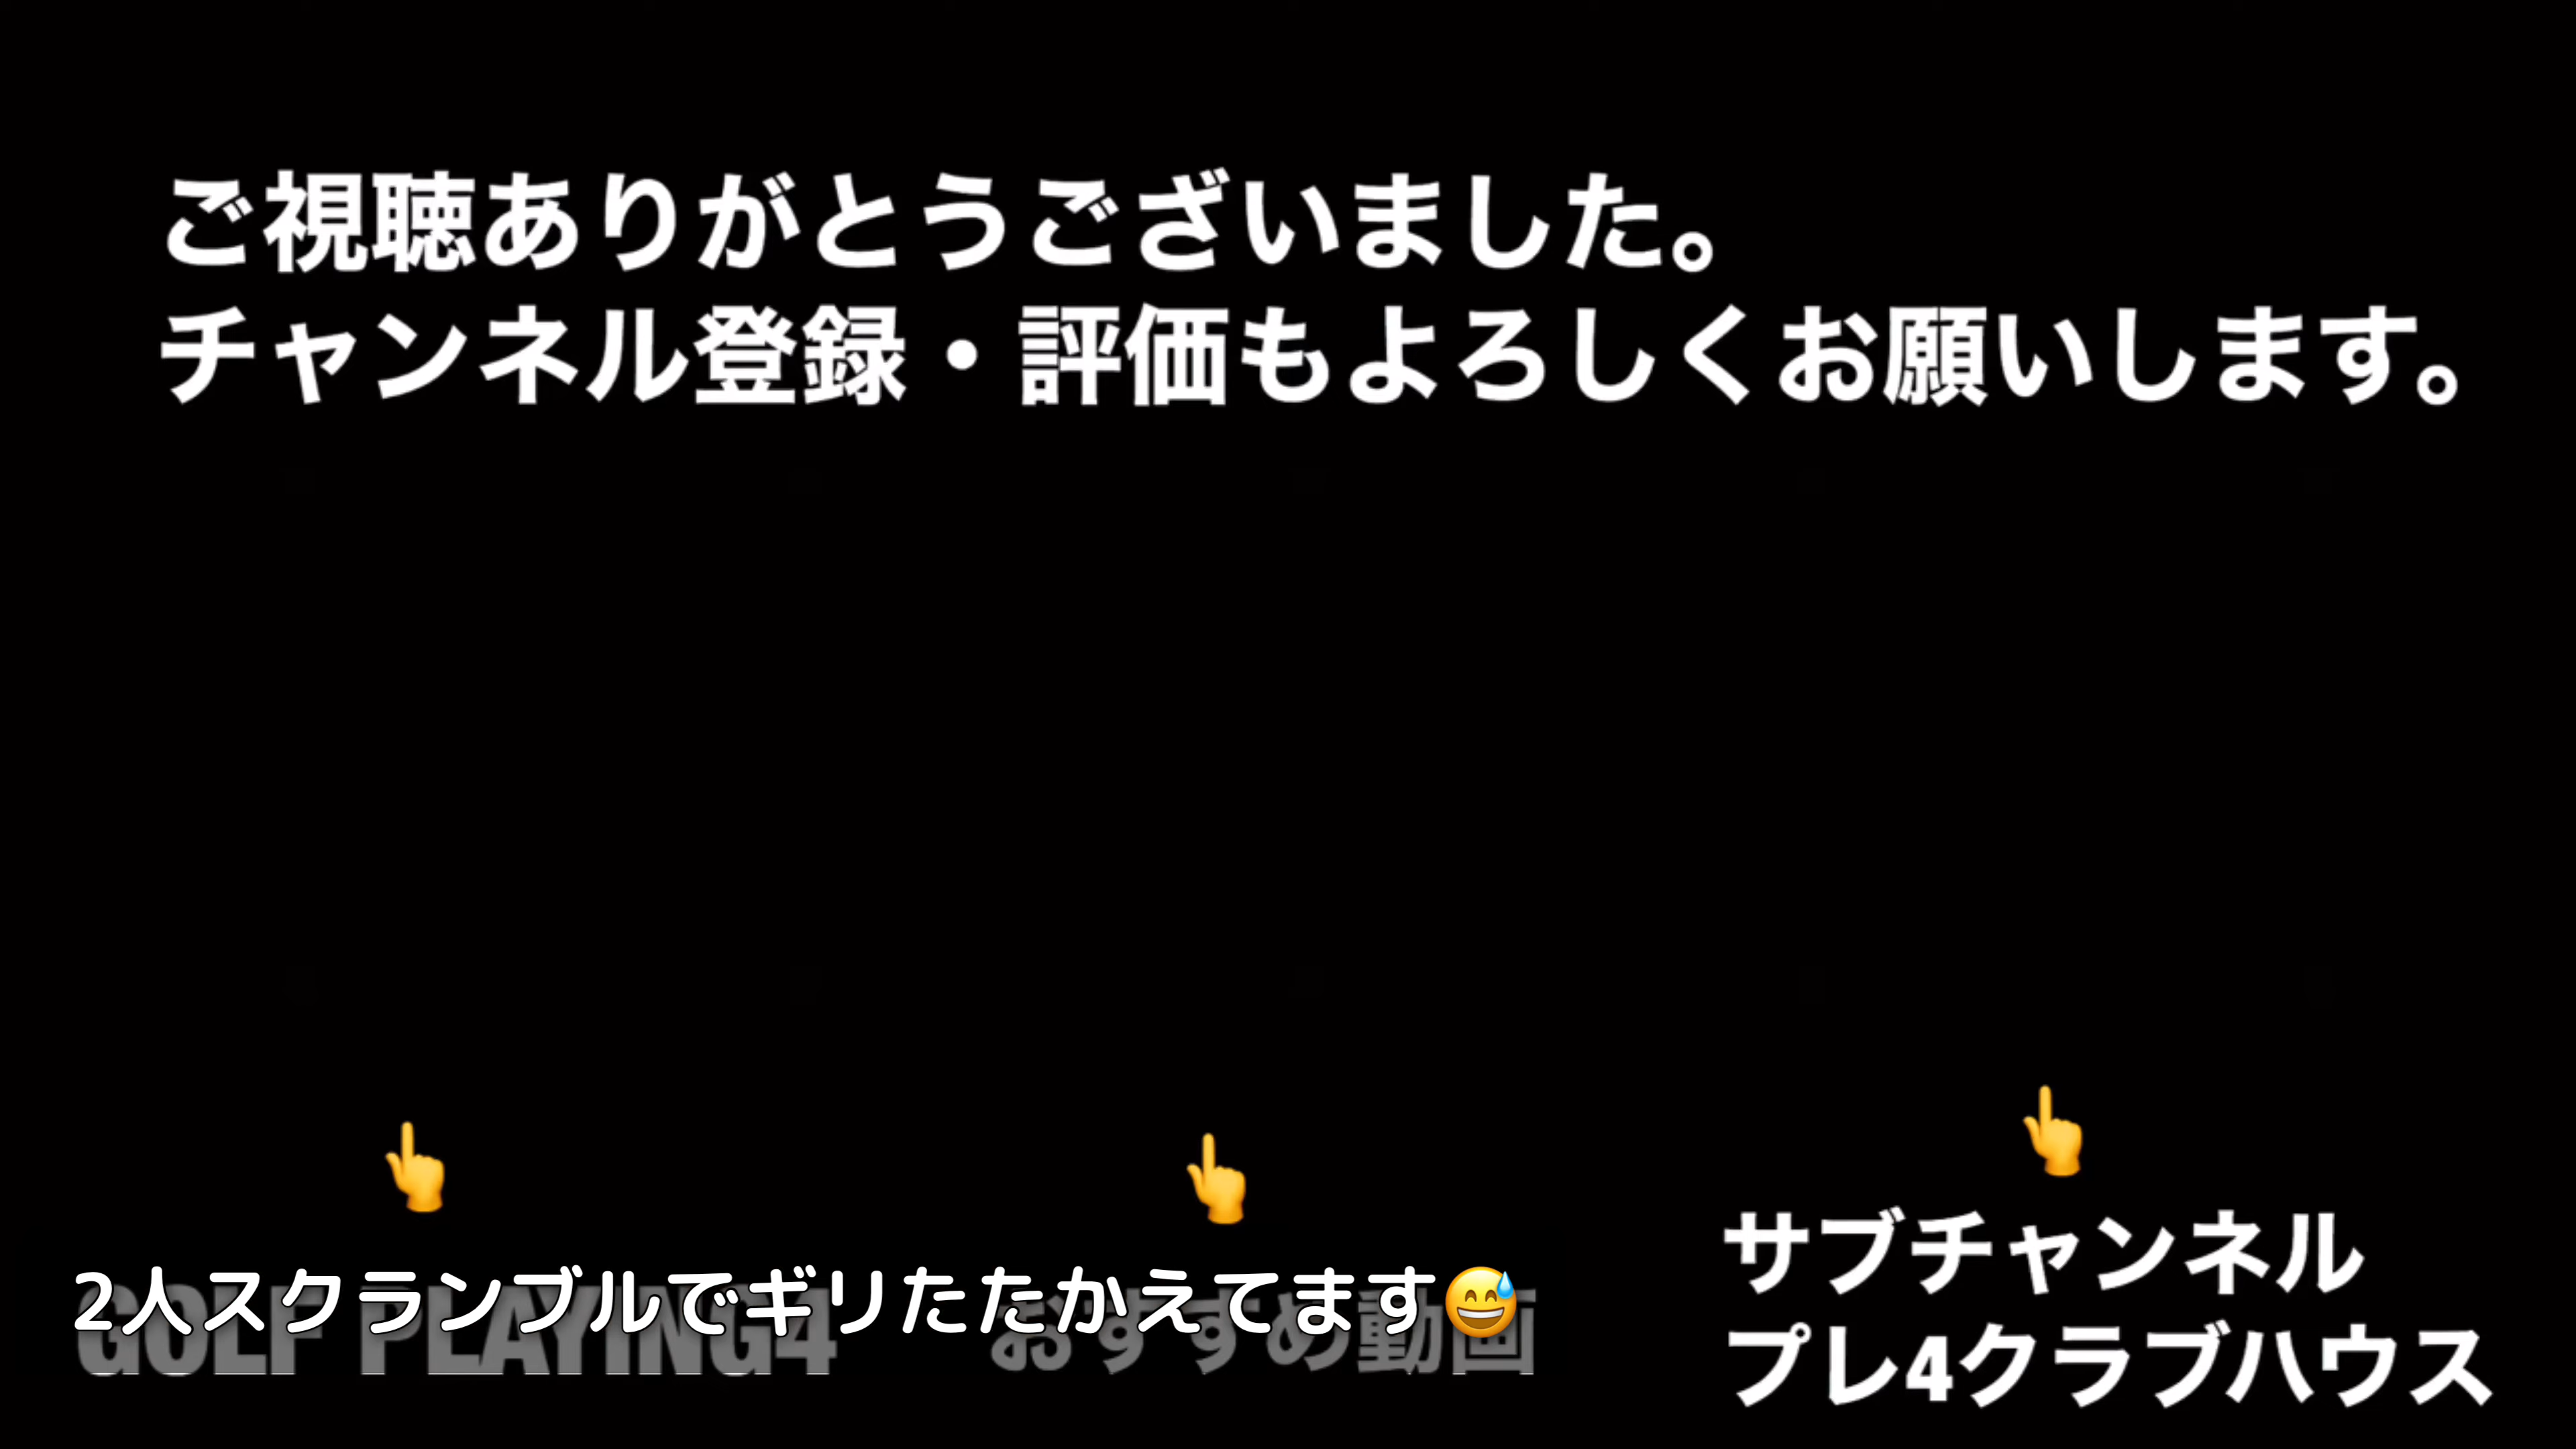 ご視聴ありがとうございました。
チャンネル登録・評価もよろしくお願いします。
👆
👆
👆
2人スクランブルでギリたたかえてます😅
GOLF PLAYING4
おすすめ動画
サブチャンネル
プレ4クラブハウス